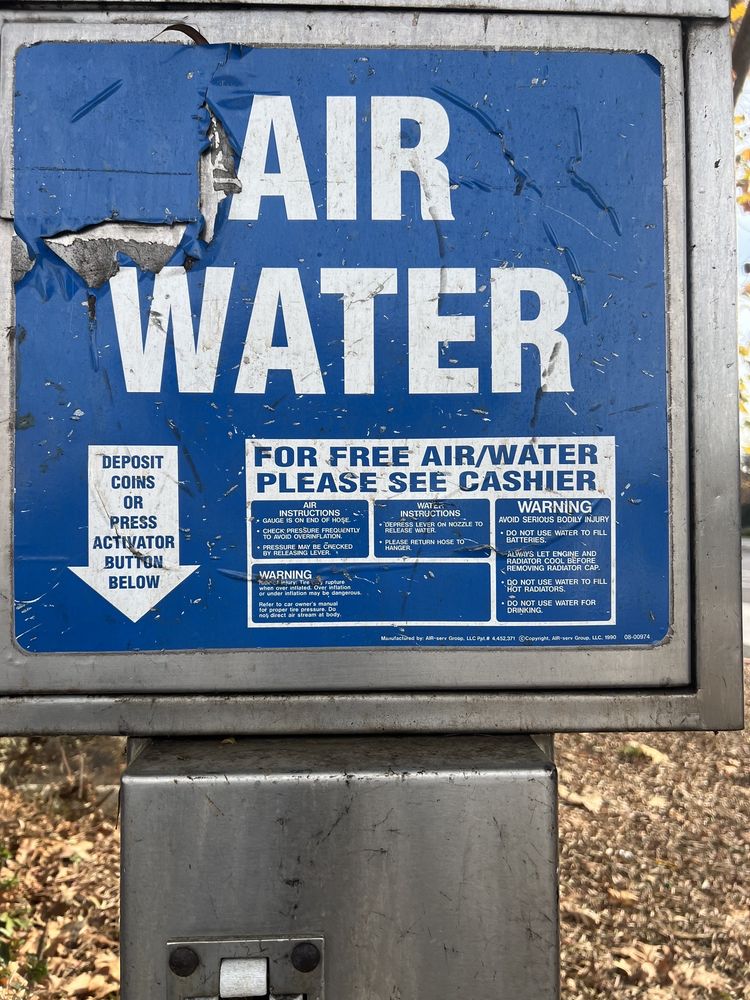 AIR
WATER
DEPOSIT
COINS
OR
PRESS
ACTIVATOR
BUTTON
BELOW
FOR FREE AIR/WATER
PLEASE SEE CASHIER
AIR
INSTRUCTIONS
• GAUGE IS ON END OF HOSE.
• CHECK PRESSURE FREQUENTLY
TO AVOID OVERINFLATION.
• PRESSURE MAY BE CHECKED
BY RELEASING LEVER.
WATER
INSTRUCTIONS
• DEPRESS LEVER ON NOZZLE TO
RELEASE WATER.
• PLEASE RETURN HOSE TO
HANGER.
WARNING
injury. Tire rupture
when over inflated. Over inflation
or under inflation may be dangerous.
Refer to car owner's manual
for proper tire pressure. Do
not direct air stream at body.
WARNING
AVOID SERIOUS BODILY INJURY
• DO NOT USE WATER TO FILL
BATTERIES.
• ALWAYS LET ENGINE AND
RADIATOR COOL BEFORE
REMOVING RADIATOR CAP.
• DO NOT USE WATER TO FILL
HOT RADIATORS.
• DO NOT USE WATER FOR
DRINKING.
Manufactured by: AIR-serv Group, LLC Pat.# 4,452,371 ©Copyright, AIR-serv Group, LLC. 1990 08-00974